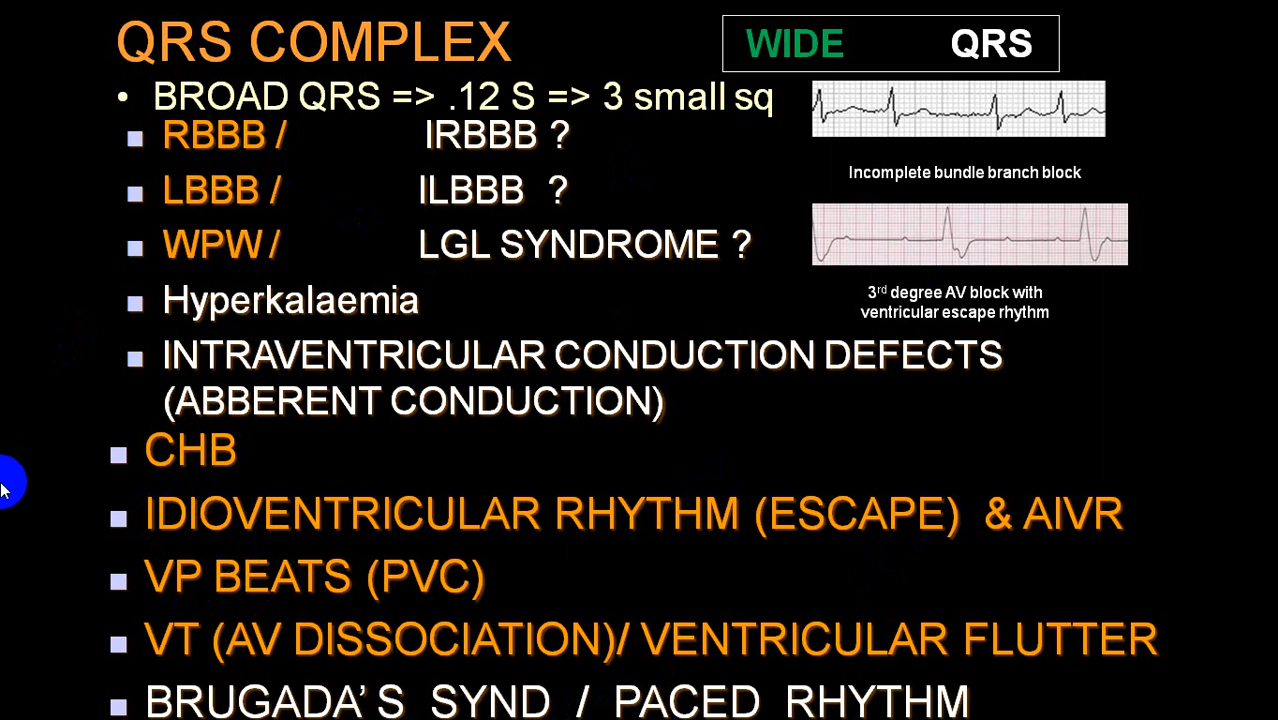 QRS COMPLEX
WIDE QRS
• BROAD QRS => .12 S => 3 small sq
RBBB / IRBBB ?
Incomplete bundle branch block
LBBB / ILBBB ?
WPW / LGL SYNDROME ?
Hyperkalaemia
3rd degree AV block with
ventricular escape rhythm
INTRAVENTRICULAR CONDUCTION DEFECTS
(ABBERENT CONDUCTION)
CHB
IDIOVENTRICULAR RHYTHM (ESCAPE) & AIVR
VP BEATS (PVC)
VT (AV DISSOCIATION)/ VENTRICULAR FLUTTER
BRUGADA’ S SYND / PACED RHYTHM